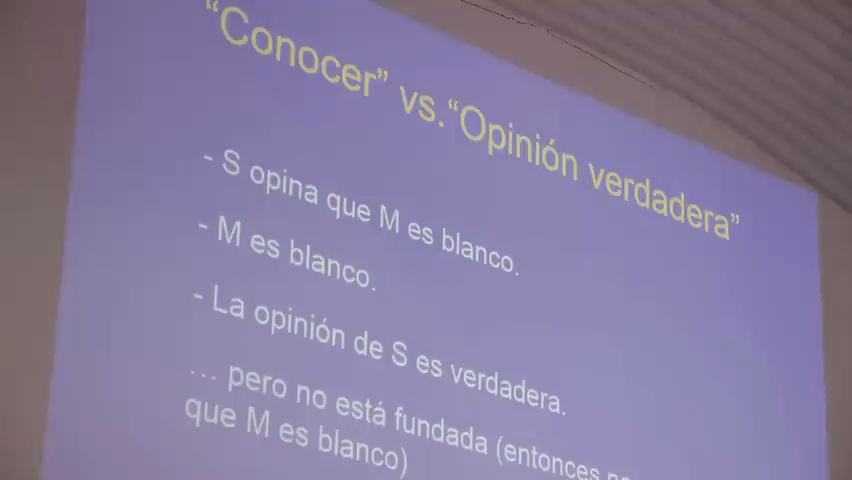 “Conocer” vs.“Opinión verdadera”
- S opina que M es blanco.
- M es blanco.
- La opinión de S es verdadera.
... pero no está fundada (entonces
que M es blanco)